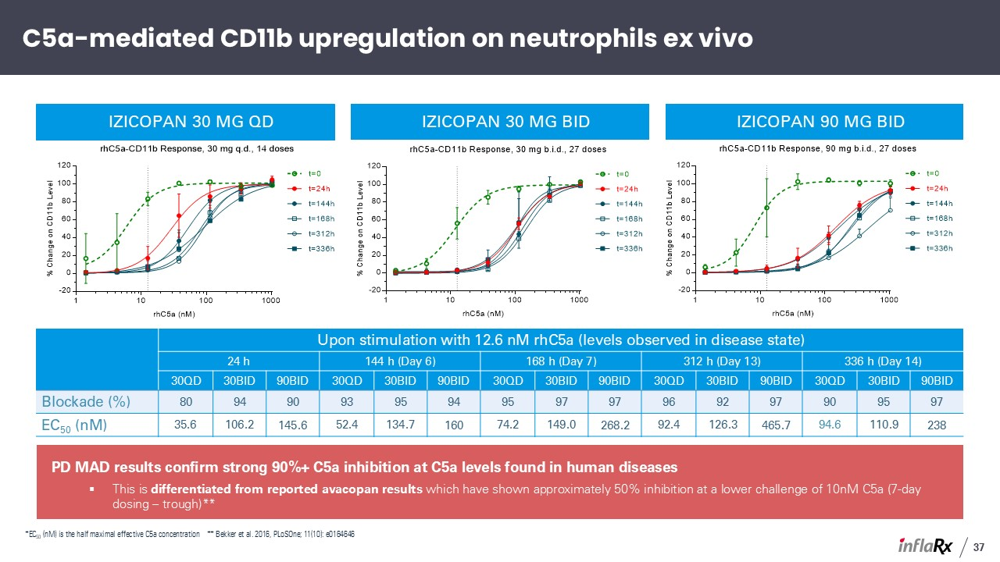 C5a-mediated CD11b upregulation on neutrophils ex vivo
IZICOPAN 30 MG QD
rhC5a-CD11b Response, 30 mg q.d., 14 doses
% Change on CD11b Level
120
100
80
60
40
20
0
-20
1
10
100
1000
rhC5a (nM)
t=0
t=24h
t=144h
t=168h
t=312h
t=336h
IZICOPAN 30 MG BID
rhC5a-CD11b Response, 30 mg b.i.d., 27 doses
% Change on CD11b Level
120
100
80
60
40
20
0
-20
1
10
100
1000
rhC5a (nM)
t=0
t=24h
t=144h
t=168h
t=312h
t=336h
IZICOPAN 90 MG BID
rhC5a-CD11b Response, 90 mg b.i.d., 27 doses
% Change on CD11b Level
120
100
80
60
40
20
0
-20
1
10
100
1000
rhC5a (nM)
t=0
t=24h
t=144h
t=168h
t=312h
t=336h
Upon stimulation with 12.6 nM rhC5a (levels observed in disease state)
24 h 144 h (Day 6) 168 h (Day 7) 312 h (Day 13) 336 h (Day 14)
30QD 30BID 90BID 30QD 30BID 90BID 30QD 30BID 90BID 30QD 30BID 90BID 30QD 30BID 90BID
Blockade (%) 80 94 90 93 95 94 95 97 97 96 92 97 90 95 97
EC50 (nM) 35.6 106.2 145.6 52.4 134.7 160 74.2 149.0 268.2 92.4 126.3 465.7 94.6 110.9 238
PD MAD results confirm strong 90%+ C5a inhibition at C5a levels found in human diseases
▪ This is differentiated from reported avacopan results which have shown approximately 50% inhibition at a lower challenge of 10nM C5a (7-day
dosing – trough)**
*EC50 (nM) is the half maximal effective C5a concentration ** Bekker et al. 2016, PLoSOne; 11(10): e0164646
inflaRx / 37